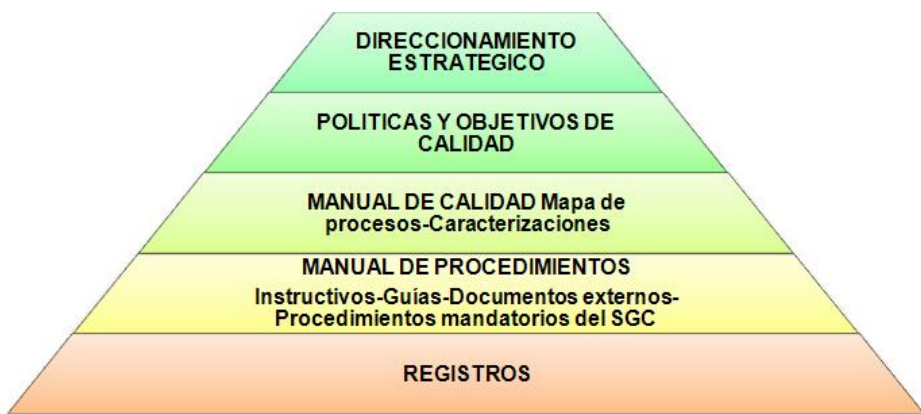 DIRECCIONAMIENTO
ESTRATEGICO
POLITICAS Y OBJETIVOS DE
CALIDAD
MANUAL DE CALIDAD Mapa de
procesos-Caracterizaciones
MANUAL DE PROCEDIMIENTOS
Instructivos-Guías-Documentos externos-
Procedimientos mandatorios del SGC
REGISTROS